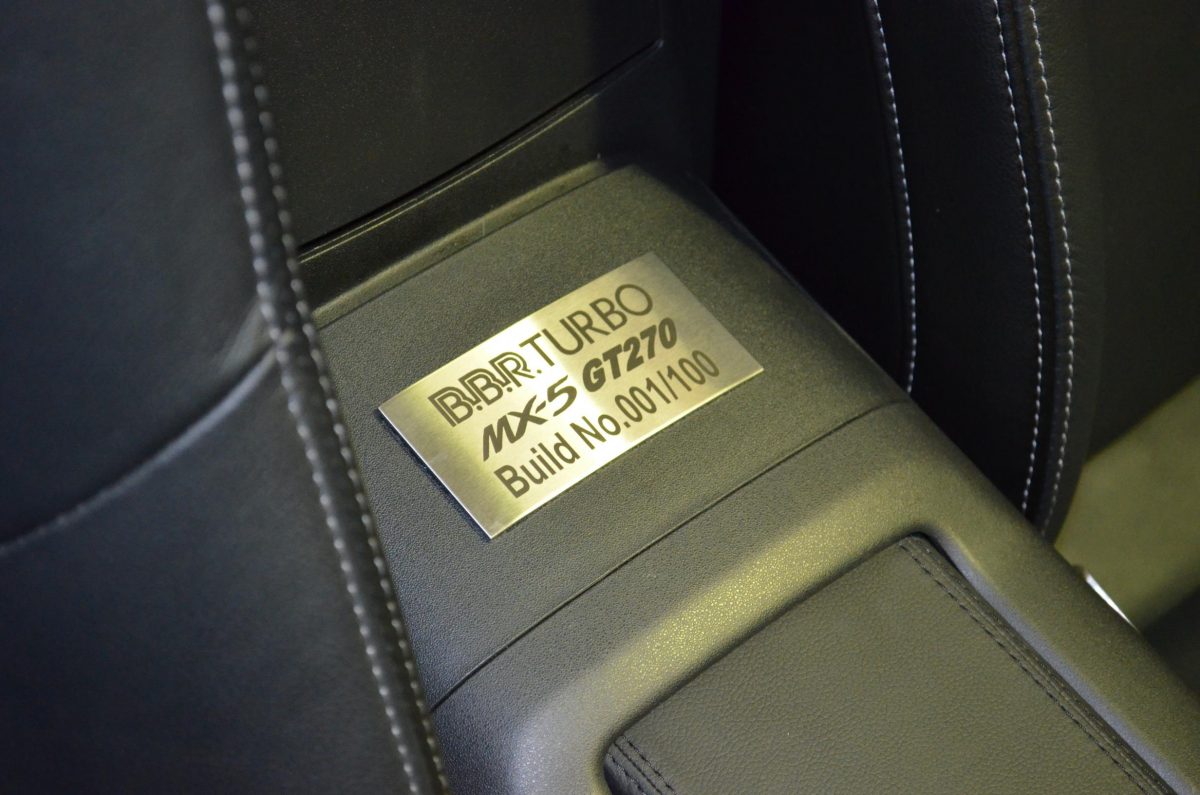 B.B.R. TURBO
MX-5 GT270
Build No.001/100